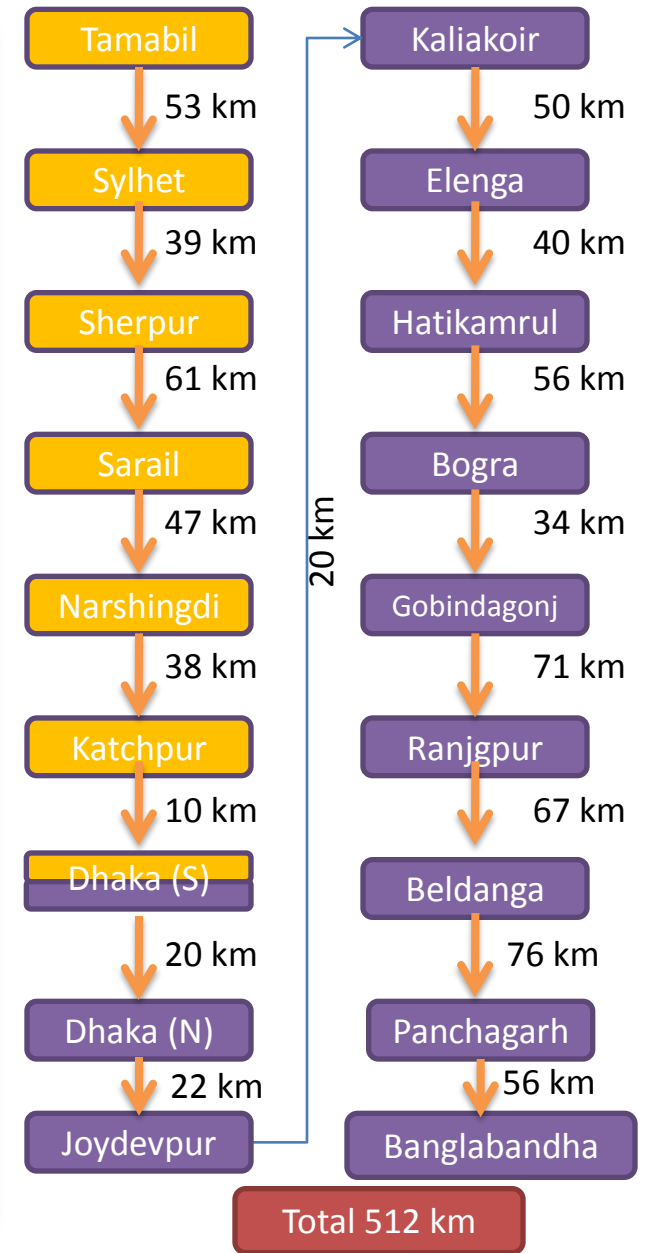 Tamabil
53 km
Sylhet
39 km
Sherpur
61 km
Sarail
47 km
Narshingdi
38 km
Katchpur
10 km
Dhaka (S)
20 km
Dhaka (N)
22 km
Joydevpur
20 km
Kaliakoir
50 km
Elenga
40 km
Hatikamrul
56 km
Bogra
34 km
Gobindagonj
71 km
Ranjgpur
67 km
Beldanga
76 km
Panchagarh
56 km
Banglabandha
Total 512 km